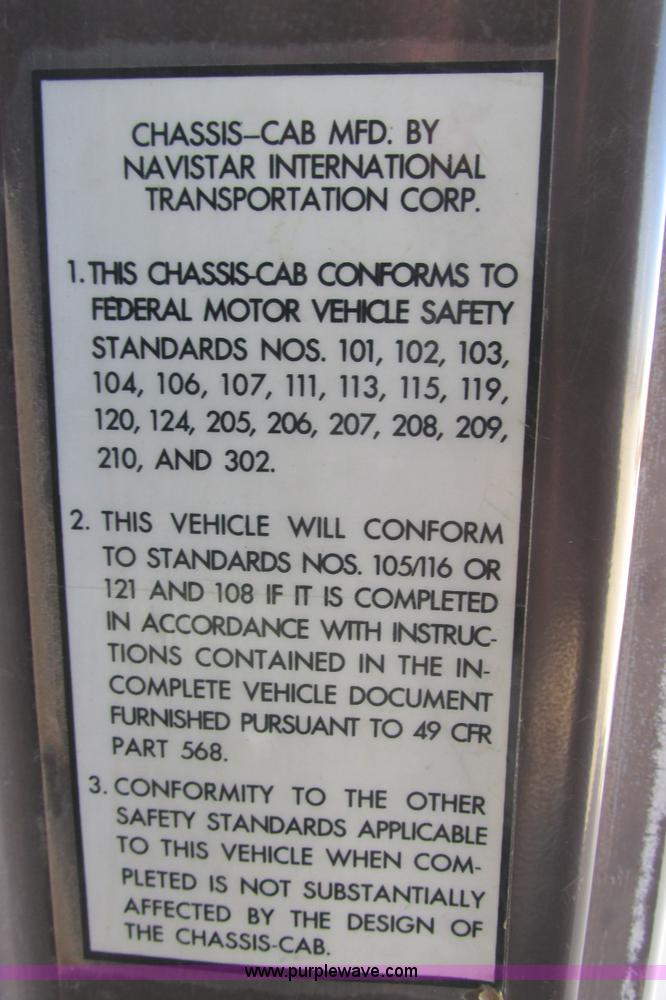 CHASSIS-CAB MFD. BY
NAVISTAR INTERNATIONAL
TRANSPORTATION CORP.
1. THIS CHASSIS-CAB CONFORMS TO
FEDERAL MOTOR VEHICLE SAFETY
STANDARDS NOS. 101, 102, 103,
104, 106, 107, 111, 113, 115, 119,
120, 124, 205, 206, 207, 208, 209,
210, AND 302.
2. THIS VEHICLE WILL CONFORM
TO STANDARDS NOS. 105/116 OR
121 AND 108 IF IT IS COMPLETED
IN ACCORDANCE WITH INSTRUC-
TIONS CONTAINED IN THE IN-
COMPLETE VEHICLE DOCUMENT
FURNISHED PURSUANT TO 49 CFR
PART 568.
3. CONFORMITY TO THE OTHER
SAFETY STANDARDS APPLICABLE
TO THIS VEHICLE WHEN COM-
PLETED IS NOT SUBSTANTIALLY
AFFECTED BY THE DESIGN OF
THE CHASSIS-CAB.
www.purplewave.com